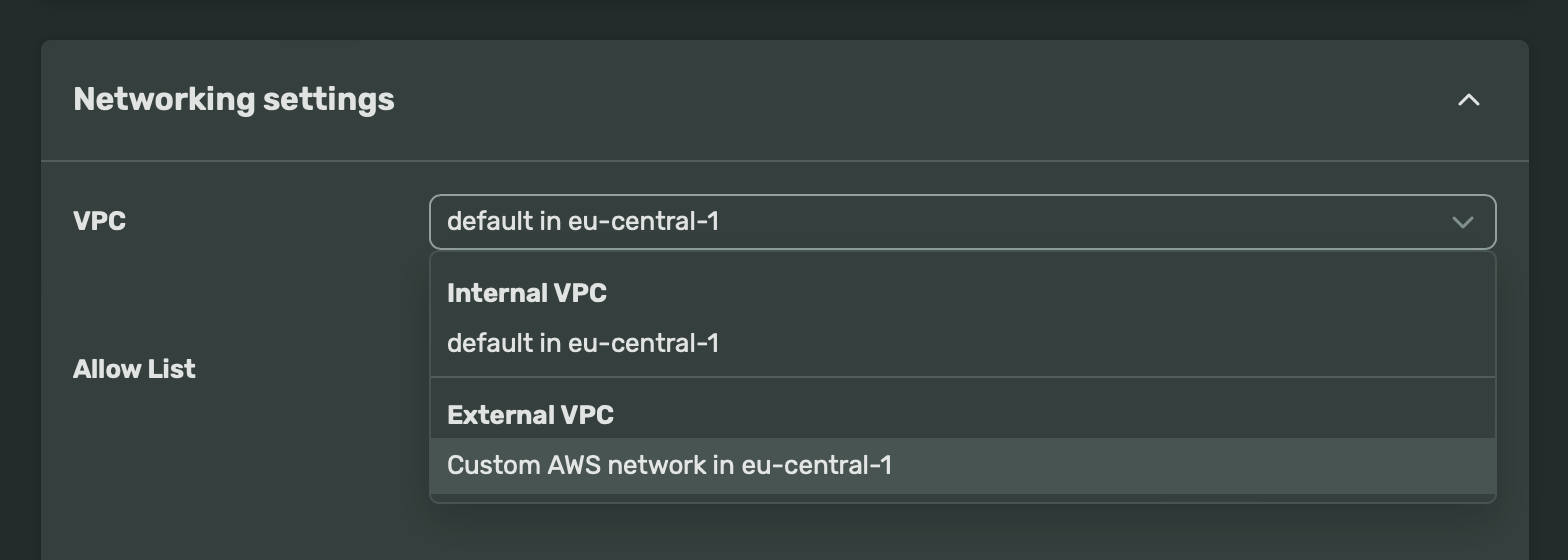 Networking settings
VPC
default in eu-central-1
Internal VPC
default in eu-central-1
Allow List
External VPC
Custom AWS network in eu-central-1